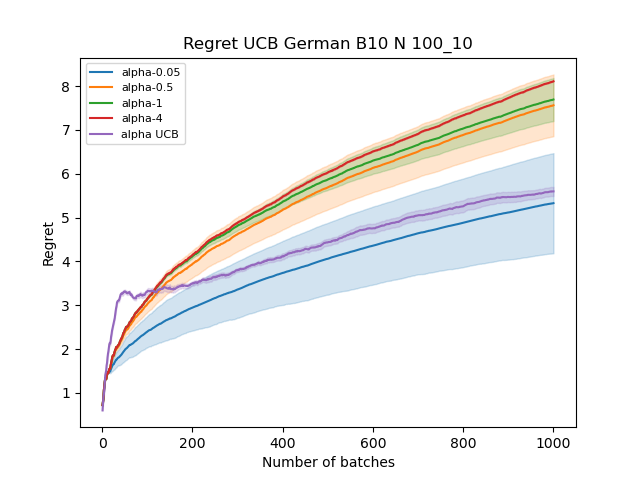 Regret UCB German B10 N 100_10
alpha-0.05
alpha-0.5
alpha-1
alpha-4
alpha UCB
Regret
8
7
6
5
4
3
2
1
0
200
400
600
800
1000
Number of batches